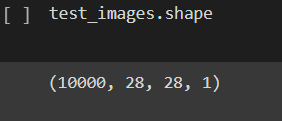 [ ] test_images.shape
(10000, 28, 28, 1)